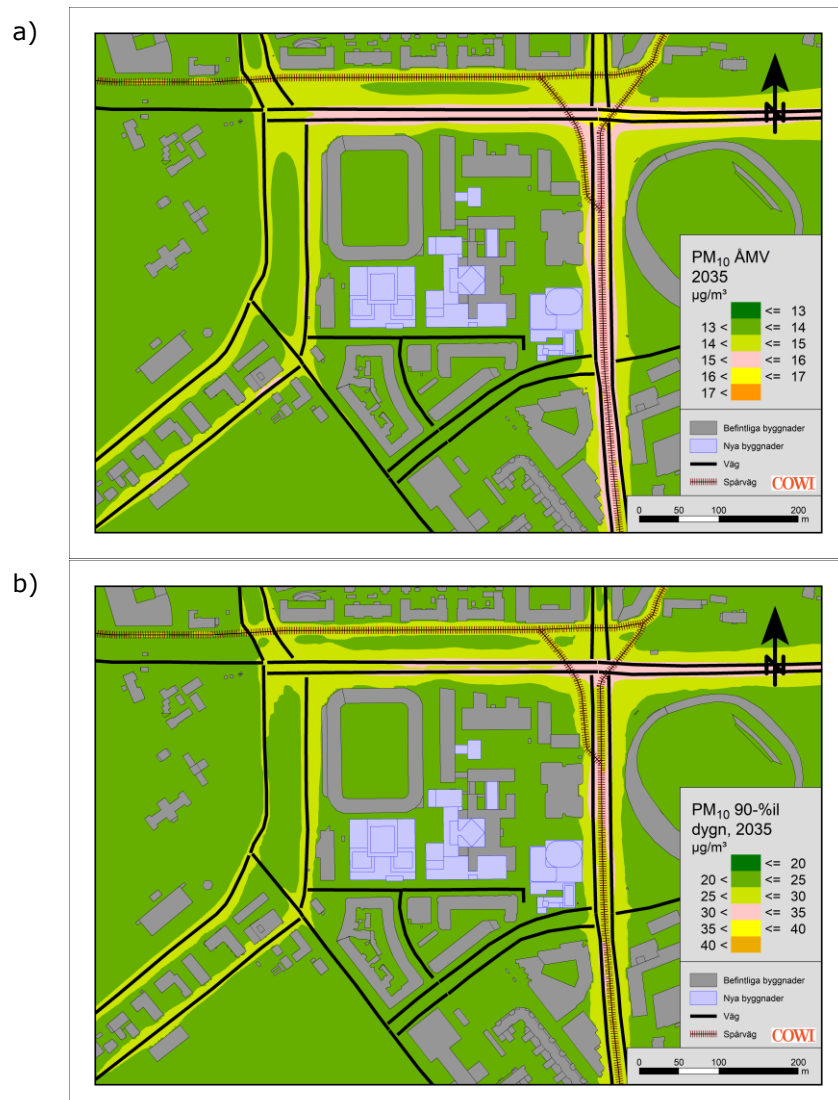 a)
N
PM10 ÅMV
2035
µg/m³
<= 13
13 < <= 14
14 < <= 15
15 < <= 16
16 < <= 17
17 <
Befintliga byggnader
Nya byggnader
Väg
Spårväg COWI
0 50 100 200
m
b)
N
PM10 90-%il
dygn, 2035
µg/m³
<= 20
20 < <= 25
25 < <= 30
30 < <= 35
35 < <= 40
40 <
Befintliga byggnader
Nya byggnader
Väg
Spårväg COWI
0 50 100 200
m